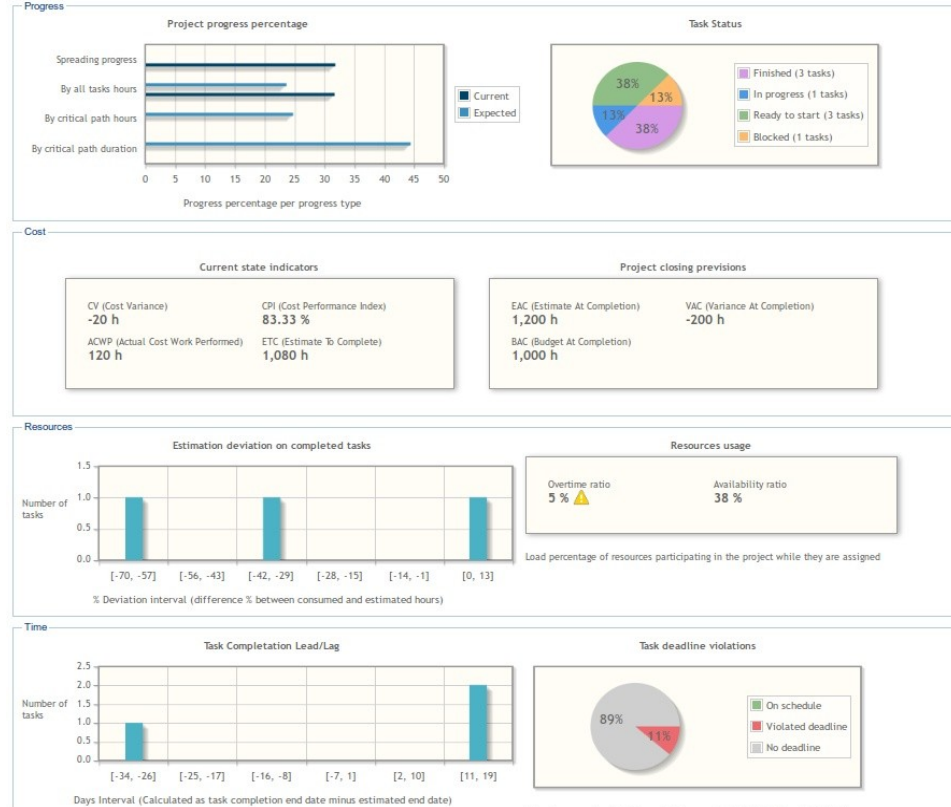 Progress
Project progress percentage
Spreading progress
By all tasks hours
By critical path hours
By critical path duration
0 5 10 15 20 25 30 35 40 45 50
Progress percentage per progress type
Current
Expected
Task Status
38%
13%
13%
38%
Finished (3 tasks)
In progress (1 tasks)
Ready to start (3 tasks)
Blocked (1 tasks)
Cost
Current state indicators
CV (Cost Variance)
-20 h
CPI (Cost Performance Index)
83.33 %
ACWP (Actual Cost Work Performed)
120 h
ETC (Estimate To Complete)
1,080 h
Project closing previsions
EAC (Estimate At Completion)
1,200 h
VAC (Variance At Completion)
-200 h
BAC (Budget At Completion)
1,000 h
Resources
Estimation deviation on completed tasks
Number of
tasks
1.5
1.0
0.5
0.0
[-70, -57] [-56, -43] [-42, -29] [-28, -15] [-14, -1] [0, 13]
% Deviation interval (difference % between consumed and estimated hours)
Resources usage
Overtime ratio
5 %
Availability ratio
38 %
Load percentage of resources participating in the project while they are assigned
Time
Task Completation Lead/Lag
Number of
tasks
2.5
2.0
1.5
1.0
0.5
0.0
[-34, -26] [-25, -17] [-16, -8] [-7, 1] [2, 10] [11, 19]
Days Interval (Calculated as task completion end date minus estimated end date)
Task deadline violations
89%
11%
On schedule
Violated deadline
No deadline